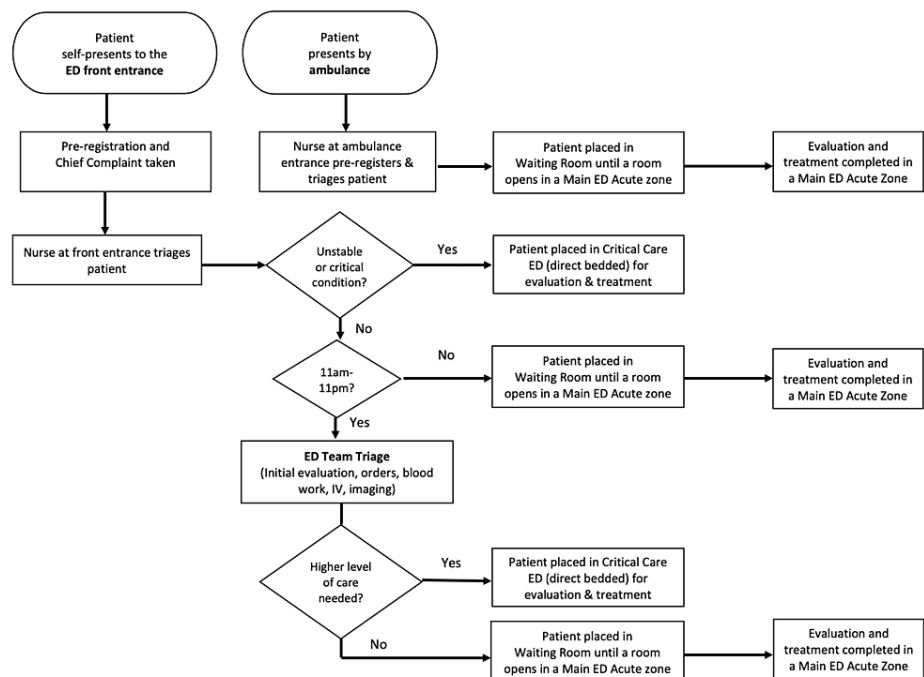 Patient
self-presents to the
ED front entrance
Patient
presents by
ambulance
Pre-registration and
Chief Complaint taken
Nurse at ambulance
entrance pre-registers &
triages patient
Patient placed in
Waiting Room until a room
opens in a Main ED Acute zone
Evaluation and
treatment completed in
a Main ED Acute Zone
Nurse at front entrance triages
patient
Unstable
or critical
condition?
Yes
Patient placed in Critical Care
ED (direct bedded) for
evaluation & treatment
No
11am-
11pm?
No
Patient placed in
Waiting Room until a room
opens in a Main ED Acute zone
Evaluation and
treatment completed in
a Main ED Acute Zone
Yes
ED Team Triage
(Initial evaluation, orders, blood
work, IV, imaging)
Higher level
of care
needed?
Yes
Patient placed in Critical Care
ED (direct bedded) for
evaluation & treatment
No
Patient placed in
Waiting Room until a room
opens in a Main ED Acute zone
Evaluation and
treatment completed in
a Main ED Acute Zone